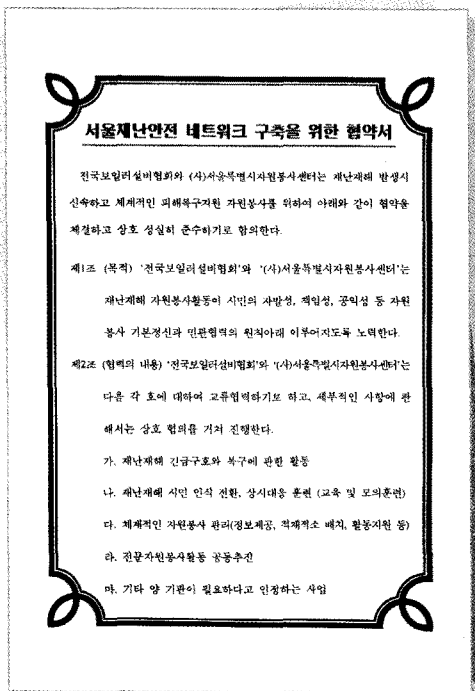 서울재난안전 네트워크 구축을 위한 협약서
전국보일러설비협회와 (사)서울특별시자원봉사센터는 재난재해 발생시
신속하고 체계적인 피해복구지원 자원봉사를 위하여 아래와 같이 협약을
체결하고 상호 성실히 준수하기로 합의한다.
제1조 (목적) '전국보일러설비협회'와 '(사)서울특별시자원봉사센터'는
재난재해 자원봉사활동이 시민의 자발성, 책임성, 공익성 등 자원
봉사 기본정신과 민관협력의 원칙아래 이루어지도록 노력한다.
제2조 (협력의 내용) '전국보일러설비협회'와 '(사)서울특별시자원봉사센터'는
다음 각 호에 대하여 교류협력하기로 하고, 세부적인 사항에 관
해서는 상호 협의를 거쳐 진행한다.
가. 재난재해 긴급구호와 복구에 관한 활동
나. 재난재해 시민 인식 전환, 상시대응 훈련 (교육 및 모의훈련)
다. 체계적인 자원봉사 관리(정보제공, 적재적소 배치, 활동지원 등)
라. 전문자원봉사활동 공동추진
마. 기타 양 기관이 필요하다고 인정하는 사업